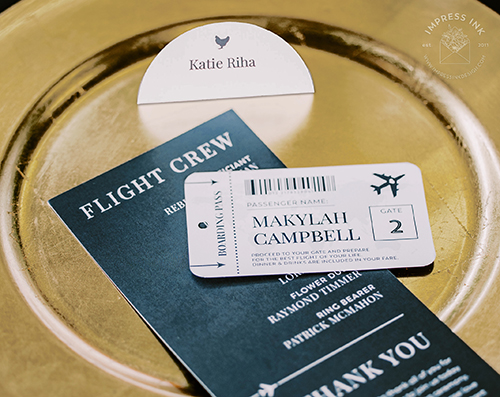 IMPRESS INK
EST
2011
Katie Riha
FLIGHT CREW
BOARDING PASS
PASSENGER NAME:
MAKYLAH
CAMPBELL
GATE
2
PROCEED TO YOUR GATE AND PREPARE
FOR THE BEST FLIGHT OF YOUR LIFE.
DINNER & DRINKS ARE INCLUDED IN YOUR FARE.
RAYMOND TIMMER
RING BEARER
PATRICK MCMAHON
THANK YOU